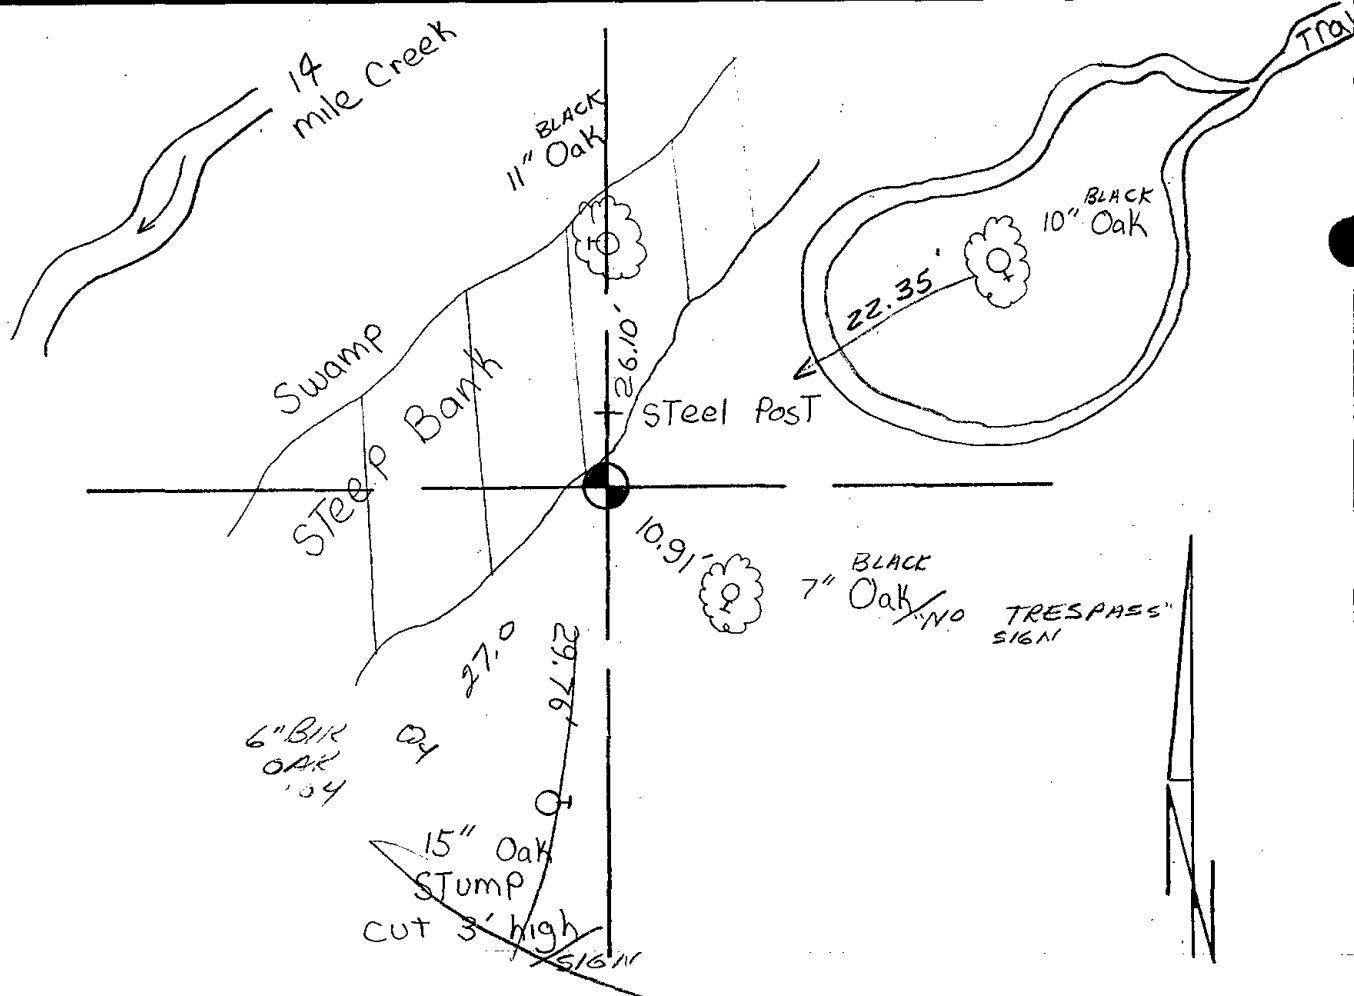 14
mile Creek
Trail
BLACK
11" Oak
BLACK
10" Oak
22.35'
26.10'
Swamp
STeep Bank
STeel PosT
10.91'
BLACK
7" Oak/"NO TRESPASS"
SIGN
27.0
29.76'
6" BlK
OAK
'04
15" Oak
STump
cut 3' high
SIGN